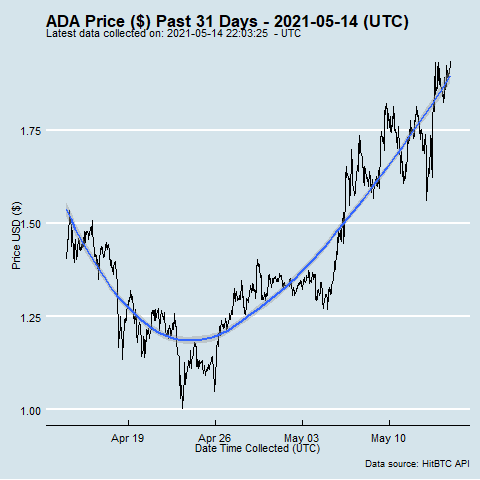 ADA Price ($) Past 31 Days - 2021-05-14 (UTC)
Latest data collected on: 2021-05-14 22:03:25 - UTC
1.75
1.50
1.25
1.00
Price USD ($)
Apr 19 Apr 26 May 03 May 10
Date Time Collected (UTC)
Data source: HitBTC API